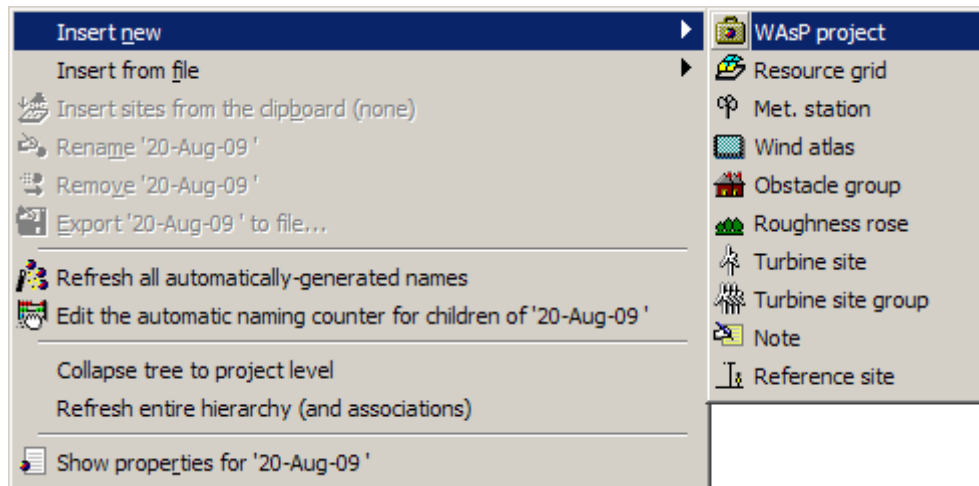 Insert new
Insert from file
Insert sites from the clipboard (none)
Rename '20-Aug-09 '
Remove '20-Aug-09 '
Export '20-Aug-09 ' to file...
Refresh all automatically-generated names
Edit the automatic naming counter for children of '20-Aug-09 '
Collapse tree to project level
Refresh entire hierarchy (and associations)
Show properties for '20-Aug-09 '
WAsP project
Resource grid
Met. station
Wind atlas
Obstacle group
Roughness rose
Turbine site
Turbine site group
Note
Reference site